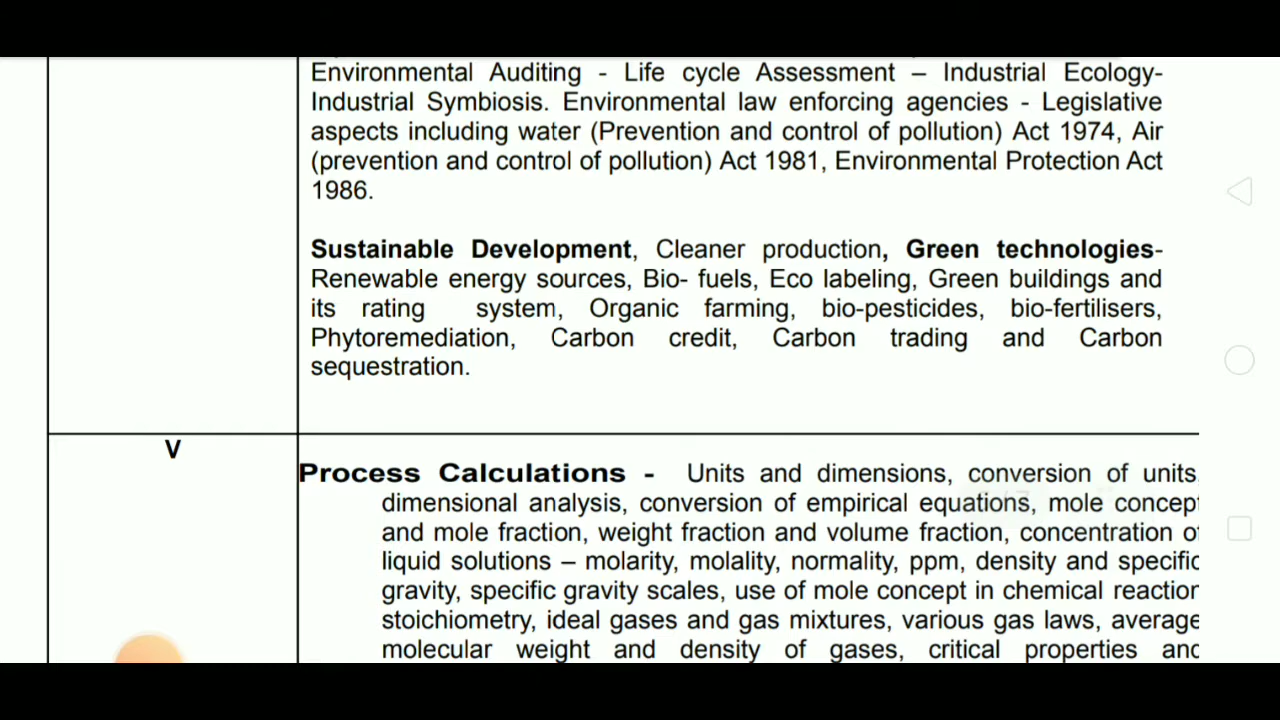 Environmental Auditing - Life cycle Assessment – Industrial Ecology-
Industrial Symbiosis. Environmental law enforcing agencies - Legislative
aspects including water (Prevention and control of pollution) Act 1974, Air
(prevention and control of pollution) Act 1981, Environmental Protection Act
1986.
Sustainable Development, Cleaner production, Green technologies-
Renewable energy sources, Bio- fuels, Eco labeling, Green buildings and
its rating system, Organic farming, bio-pesticides, bio-fertilisers,
Phytoremediation, Carbon credit, Carbon trading and Carbon
sequestration.
V
Process Calculations - Units and dimensions, conversion of units
dimensional analysis, conversion of empirical equations, mole concept
and mole fraction, weight fraction and volume fraction, concentration of
liquid solutions – molarity, molality, normality, ppm, density and specific
gravity, specific gravity scales, use of mole concept in chemical reaction
stoichiometry, ideal gases and gas mixtures, various gas laws, average
molecular weight and density of gases, critical properties and